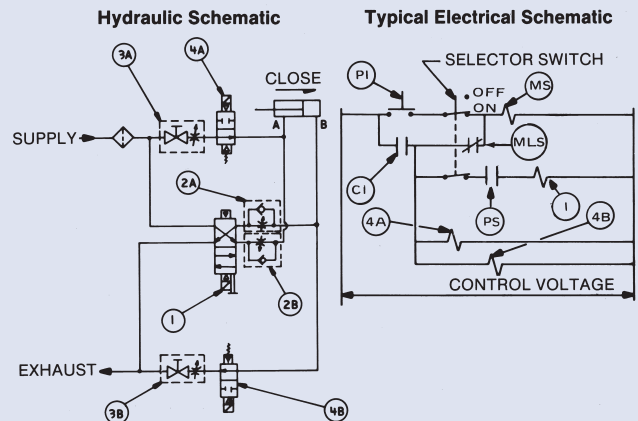 Hydraulic Schematic
Typical Electrical Schematic
3A
4A
CLOSE
A
B
SUPPLY
2A
2B
1
EXHAUST
3B
4B
SELECTOR SWITCH
P1
OFF
ON
MS
MLS
C1
PS
1
4A
4B
CONTROL VOLTAGE